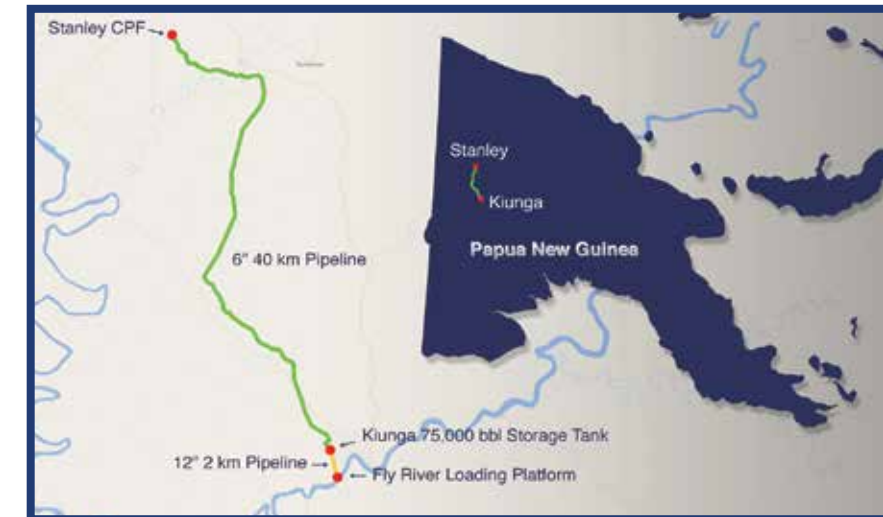 Stanley CPF
Stanley
Kiunga
Papua New Guinea
6" 40 km Pipeline
Kiunga 75.000 bbl Storage Tank
12" 2 km Pipeline
Fly River Loading Platform